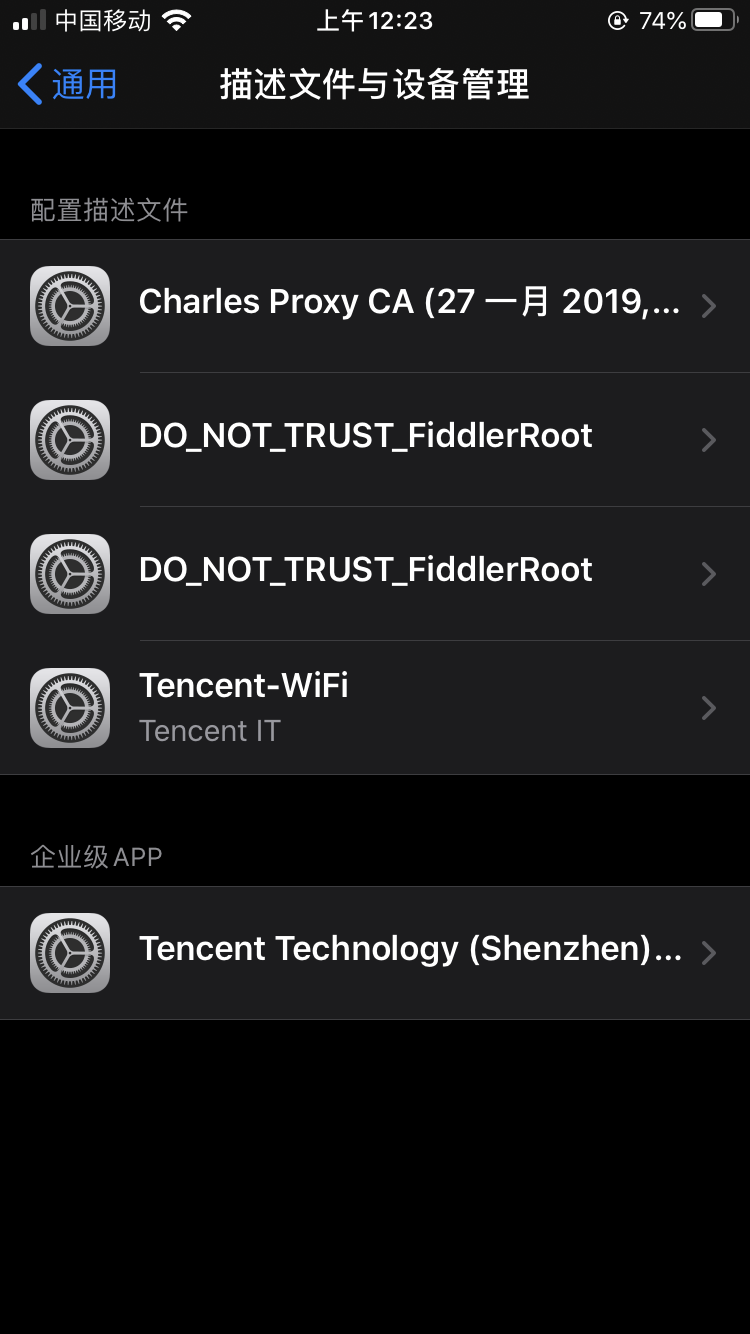 中国移动 上午12:23 74%
通用 描述文件与设备管理
配置描述文件
Charles Proxy CA (27 一月 2019,...
DO_NOT_TRUST_FiddlerRoot
DO_NOT_TRUST_FiddlerRoot
Tencent-WiFi
Tencent IT
企业级 APP
Tencent Technology (Shenzhen)...